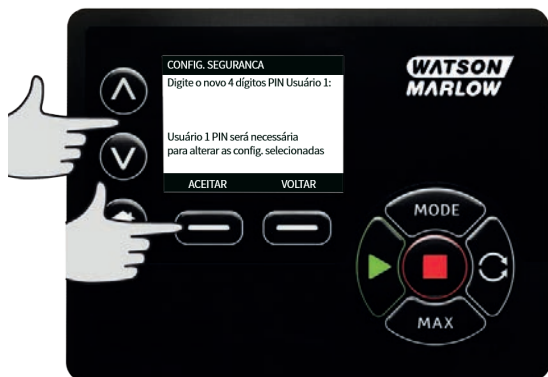 CONFIG. SEGURANCA
Digite o novo 4 dígitos PIN Usuário 1:
Usuário 1 PIN será necessária
para alterar as config. selecionadas
ACEITAR VOLTAR
WATSON
MARLOW
MODE
MAX